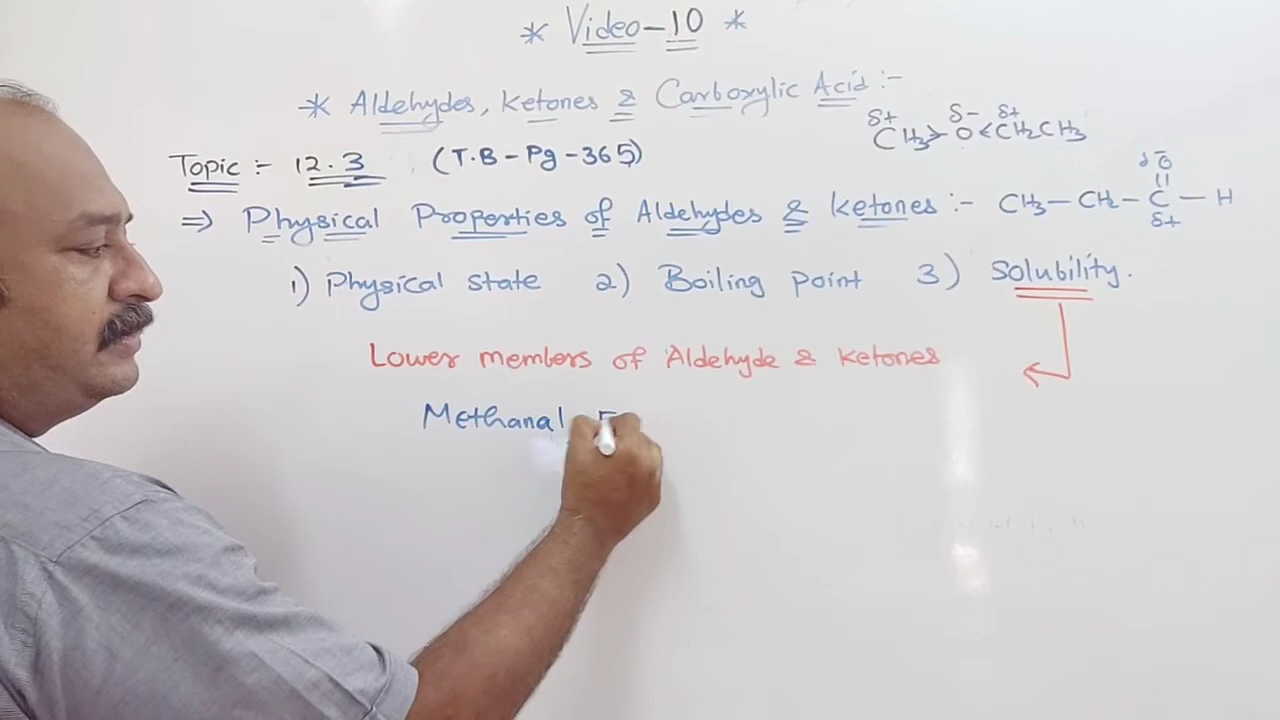 * Video-10 *
* Aldehydes, Ketones & Carboxylic Acid :-
δ+ δ- δ+
CH3>O<CH2CH3
Topic :- 12.3 (T.B-Pg-365)
⇒ Physical Properties of Aldehydes & ketones :-
δ-O
||
CH3-CH2-C-H
δ+
1) Physical state 2) Boiling point 3) Solubility.
Lower members of Aldehyde & ketones
Methanal